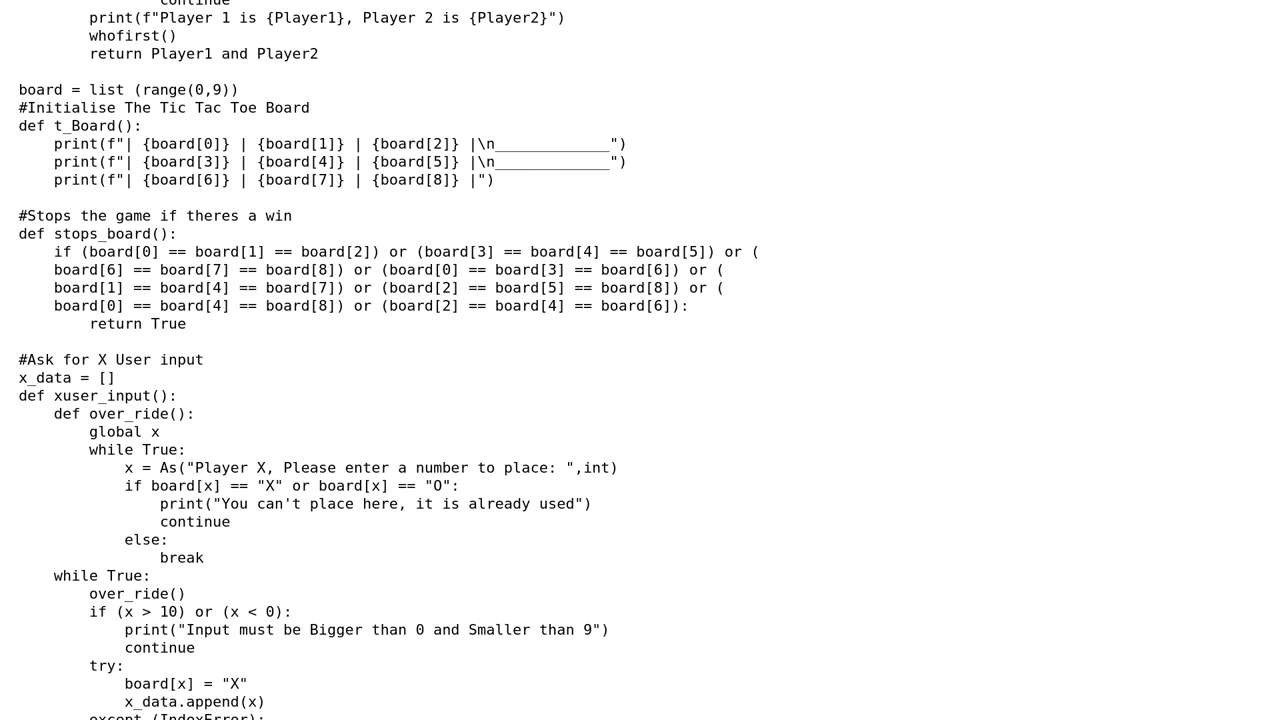 continue
        print(f"Player 1 is {Player1}, Player 2 is {Player2}")
        whofirst()
        return Player1 and Player2

board = list (range(0,9))
#Initialise The Tic Tac Toe Board
def t_Board():
    print(f"| {board[0]} | {board[1]} | {board[2]} |\n_____________")
    print(f"| {board[3]} | {board[4]} | {board[5]} |\n_____________")
    print(f"| {board[6]} | {board[7]} | {board[8]} |")

#Stops the game if theres a win
def stops_board():
    if (board[0] == board[1] == board[2]) or (board[3] == board[4] == board[5]) or (
    board[6] == board[7] == board[8]) or (board[0] == board[3] == board[6]) or (
    board[1] == board[4] == board[7]) or (board[2] == board[5] == board[8]) or (
    board[0] == board[4] == board[8]) or (board[2] == board[4] == board[6]):
        return True

#Ask for X User input
x_data = []
def xuser_input():
    def over_ride():
        global x
        while True:
            x = As("Player X, Please enter a number to place: ",int)
            if board[x] == "X" or board[x] == "O":
                print("You can't place here, it is already used")
                continue
            else:
                break
    while True:
        over_ride()
        if (x > 10) or (x < 0):
            print("Input must be Bigger than 0 and Smaller than 9")
            continue
        try:
            board[x] = "X"
            x_data.append(x)
        except (IndexError):